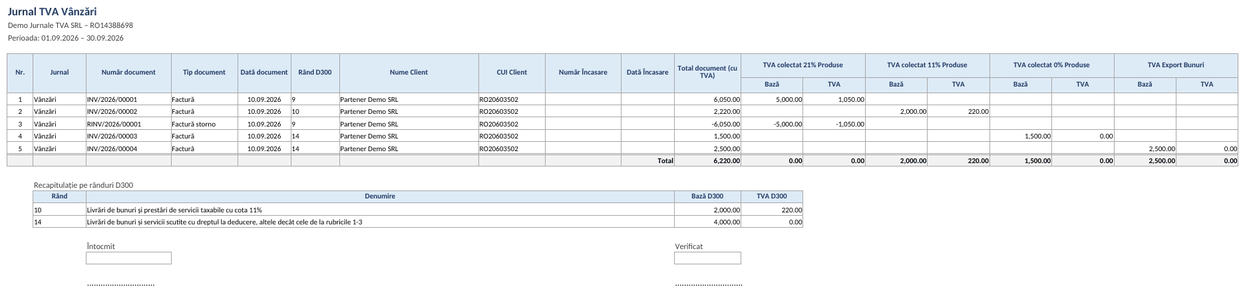 Jurnal TVA Vânzări
Demo Jurnale TVA SRL – RO14388698
Perioada: 01.09.2026 – 30.09.2026
Nr. Jurnal Număr document Tip document Dată document Rând D300 Nume Client CUI Client Număr Încasare Dată Încasare Total document (cu TVA) TVA colectat 21% Produse TVA colectat 11% Produse TVA colectat 0% Produse TVA Export Bunuri
Bază TVA Bază TVA Bază TVA Bază TVA
1 Vânzări INV/2026/00001 Factură 10.09.2026 9 Partener Demo SRL RO20603502 6,050.00 5,000.00 1,050.00
2 Vânzări INV/2026/00002 Factură 10.09.2026 10 Partener Demo SRL RO20603502 2,220.00 2,000.00 220.00
3 Vânzări RINV/2026/00001 Factură storno 10.09.2026 9 Partener Demo SRL RO20603502 -6,050.00 -5,000.00 -1,050.00
4 Vânzări INV/2026/00003 Factură 10.09.2026 14 Partener Demo SRL RO20603502 1,500.00 1,500.00 0.00
5 Vânzări INV/2026/00004 Factură 10.09.2026 14 Partener Demo SRL RO20603502 2,500.00 2,500.00 0.00
Total 6,220.00 0.00 0.00 2,000.00 220.00 1,500.00 0.00 2,500.00 0.00
Recapitulație pe rânduri D300
Rând Denumire Bază D300 TVA D300
10 Livrări de bunuri și prestări de servicii taxabile cu cota 11% 2,000.00 220.00
14 Livrări de bunuri și servicii scutite cu dreptul la deducere, altele decât cele de la rubricile 1-3 4,000.00 0.00
Întocmit Verificat
.............................. ..............................